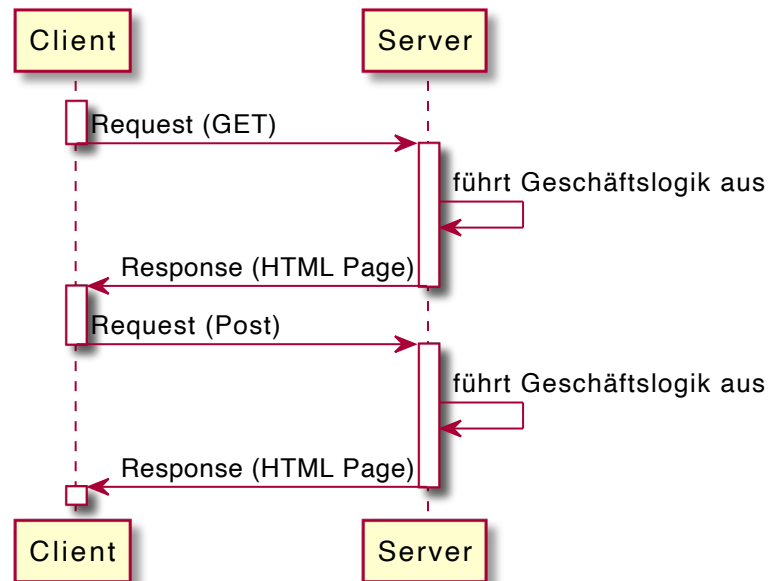 Client
Server
Request (GET)
führt Geschäftslogik aus
Response (HTML Page)
Request (Post)
führt Geschäftslogik aus
Response (HTML Page)
Client
Server